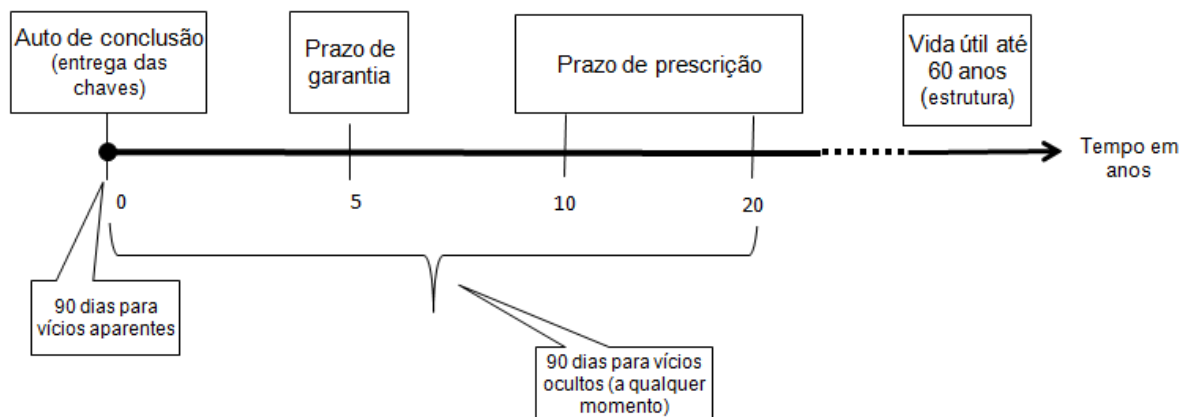 Auto de conclusão
(entrega das
chaves)
Prazo de
garantia
Prazo de prescrição
Vida útil até
60 anos
(estrutura)
Tempo em
anos
0
5
10
20
90 dias para
vícios aparentes
90 dias para vícios
ocultos (a qualquer
momento)